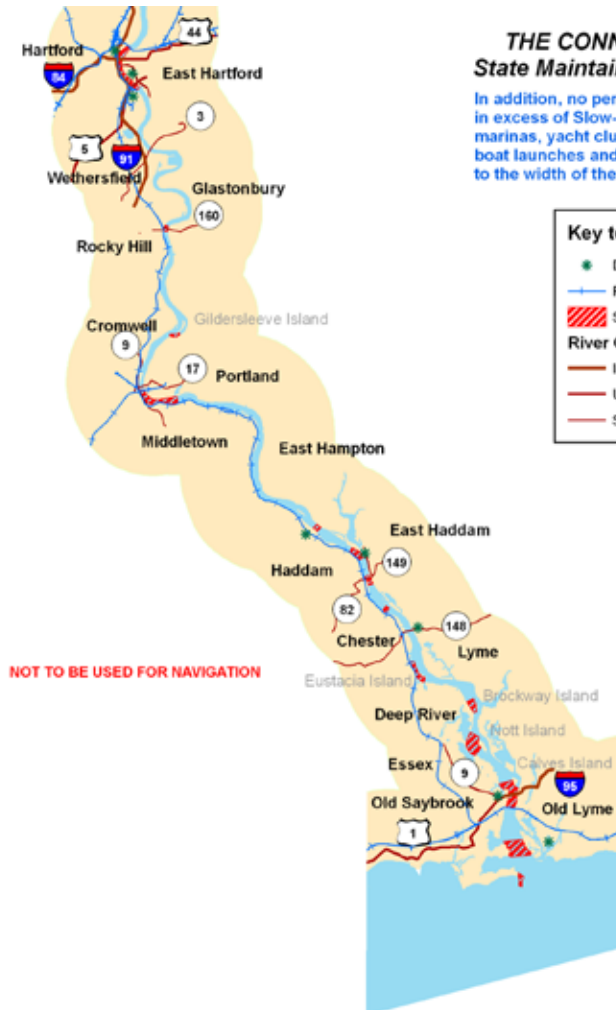 THE CONN
State Maintai
In addition, no per
in excess of Slow-
marinas, yacht clu
boat launches and
to the width of the
Hartford
44
84
East Hartford
3
5
91
Wethersfield
Glastonbury
160
Rocky Hill
Key to
D
F
S
River C
I
U
S
Gildersleeve Island
Cromwell
9
17
Portland
Middletown
East Hampton
East Haddam
149
Haddam
82
148
Chester
Lyme
NOT TO BE USED FOR NAVIGATION
Eustacia Island
Brockway Island
Deep River
Nott Island
Essex
9
Calves Island
95
Old Saybrook
Old Lyme
1